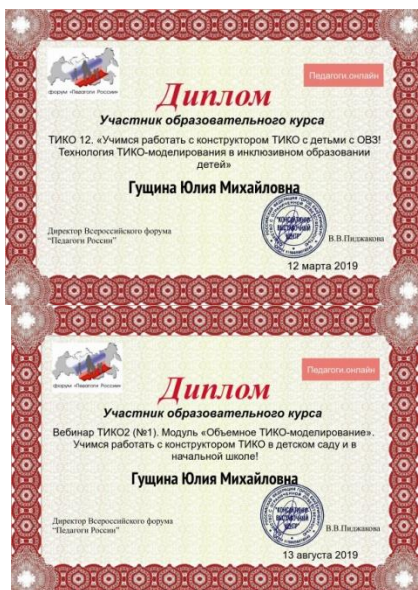 Педагоги.онлайн
форум «Педагоги России»
Диплом
Участник образовательного курса
ТИКО 12. «Учимся работать с конструктором ТИКО с детьми с ОВЗ!
Технология ТИКО-моделирования в инклюзивном образовании
детей»
Гущина Юлия Михайловна
Директор Всероссийского форума
"Педагоги России"
В.В.Пиджакова
12 марта 2019
Педагоги.онлайн
форум «Педагоги России»
Диплом
Участник образовательного курса
Вебинар ТИКО2 (№1). Модуль «Объемное ТИКО-моделирование».
Учимся работать с конструктором ТИКО в детском саду и в
начальной школе!
Гущина Юлия Михайловна
Директор Всероссийского форума
"Педагоги России"
В.В.Пиджакова
13 августа 2019